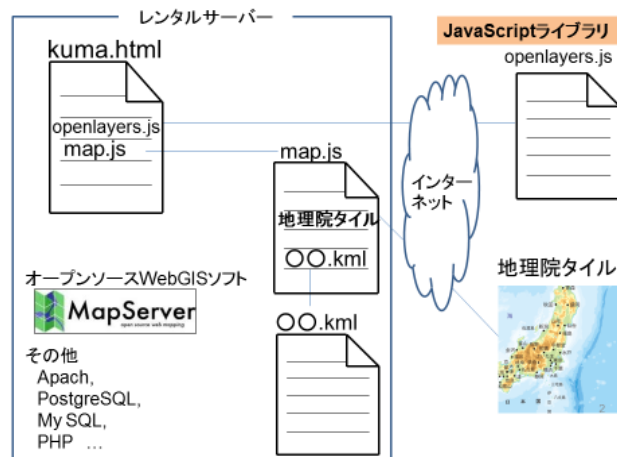 レンタルサーバー
kuma.html
openlayers.js
map.js
map.js
地理院タイル
〇〇.kml
〇〇.kml
インター
ネット
JavaScriptライブラリ
openlayers.js
地理院タイル
オープンソースWebGISソフト
MapServer
open source web mapping
その他
Apach,
PostgreSQL,
My SQL,
PHP …